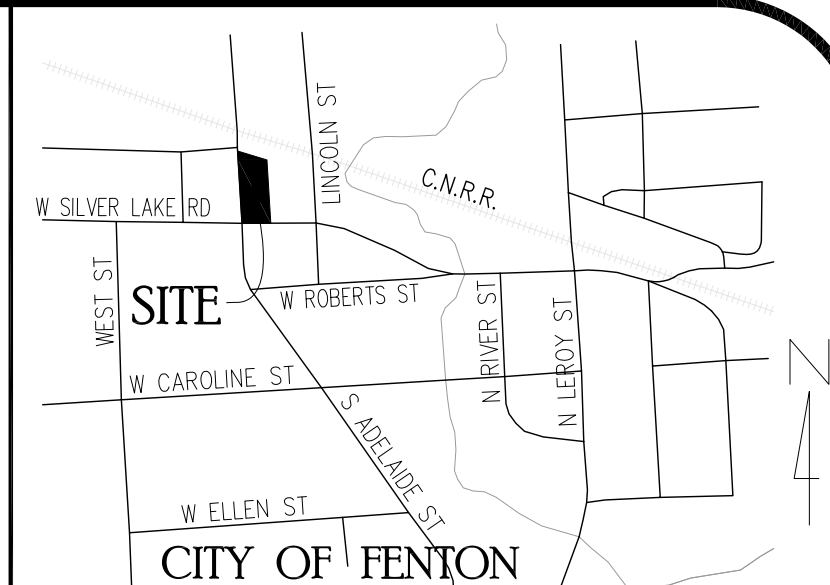 LINCOLN ST
C.N.R.R.
W SILVER LAKE RD
WEST ST
SITE
W ROBERTS ST
N RIVER ST
N LEROY ST
N
W CAROLINE ST
S ADELAIDE ST
W ELLEN ST
CITY OF FENTON